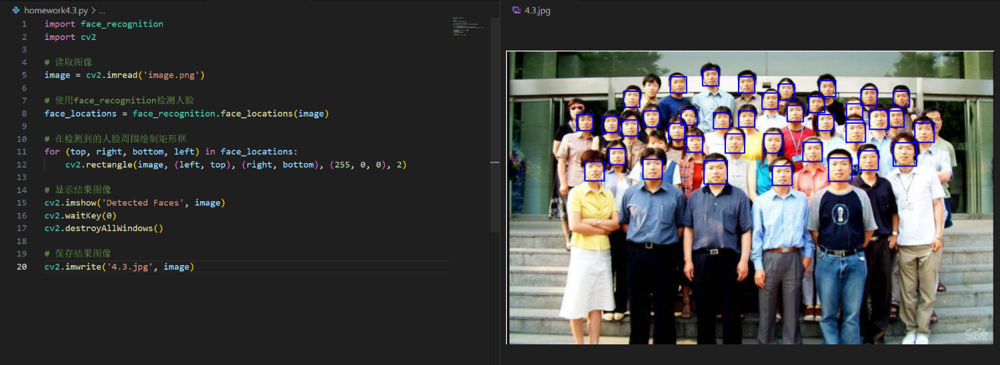 homework4.3.py > ...
1 import face_recognition
2 import cv2
3
4 # 读取图像
5 image = cv2.imread('image.png')
6
7 # 使用face_recognition检测人脸
8 face_locations = face_recognition.face_locations(image)
9
10 # 在检测到的人脸周围绘制矩形框
11 for (top, right, bottom, left) in face_locations:
12 cv2.rectangle(image, (left, top), (right, bottom), (255, 0, 0), 2)
13
14 # 显示结果图像
15 cv2.imshow('Detected Faces', image)
16 cv2.waitKey(0)
17 cv2.destroyAllWindows()
18
19 # 保存结果图像
20 cv2.imwrite('4.3.jpg', image)
4.3.jpg